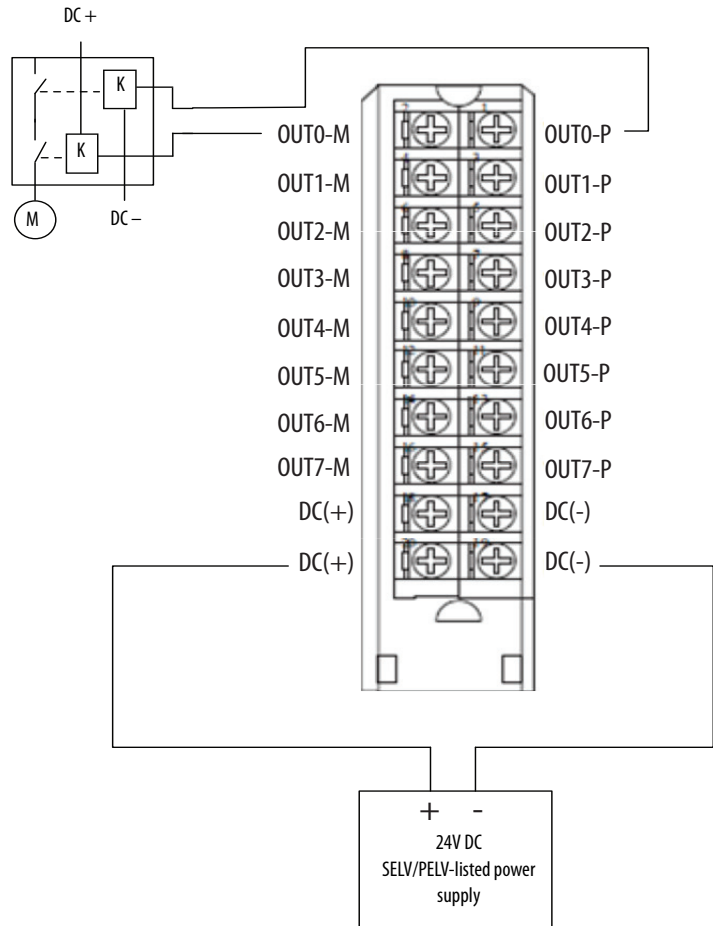 DC +
K
K
M
DC –
OUT0-M
OUT0-P
OUT1-M
OUT1-P
OUT2-M
OUT2-P
OUT3-M
OUT3-P
OUT4-M
OUT4-P
OUT5-M
OUT5-P
OUT6-M
OUT6-P
OUT7-M
OUT7-P
DC(+)
DC(-)
DC(+)
DC(-)
+ -
24V DC
SELV/PELV-listed power
supply